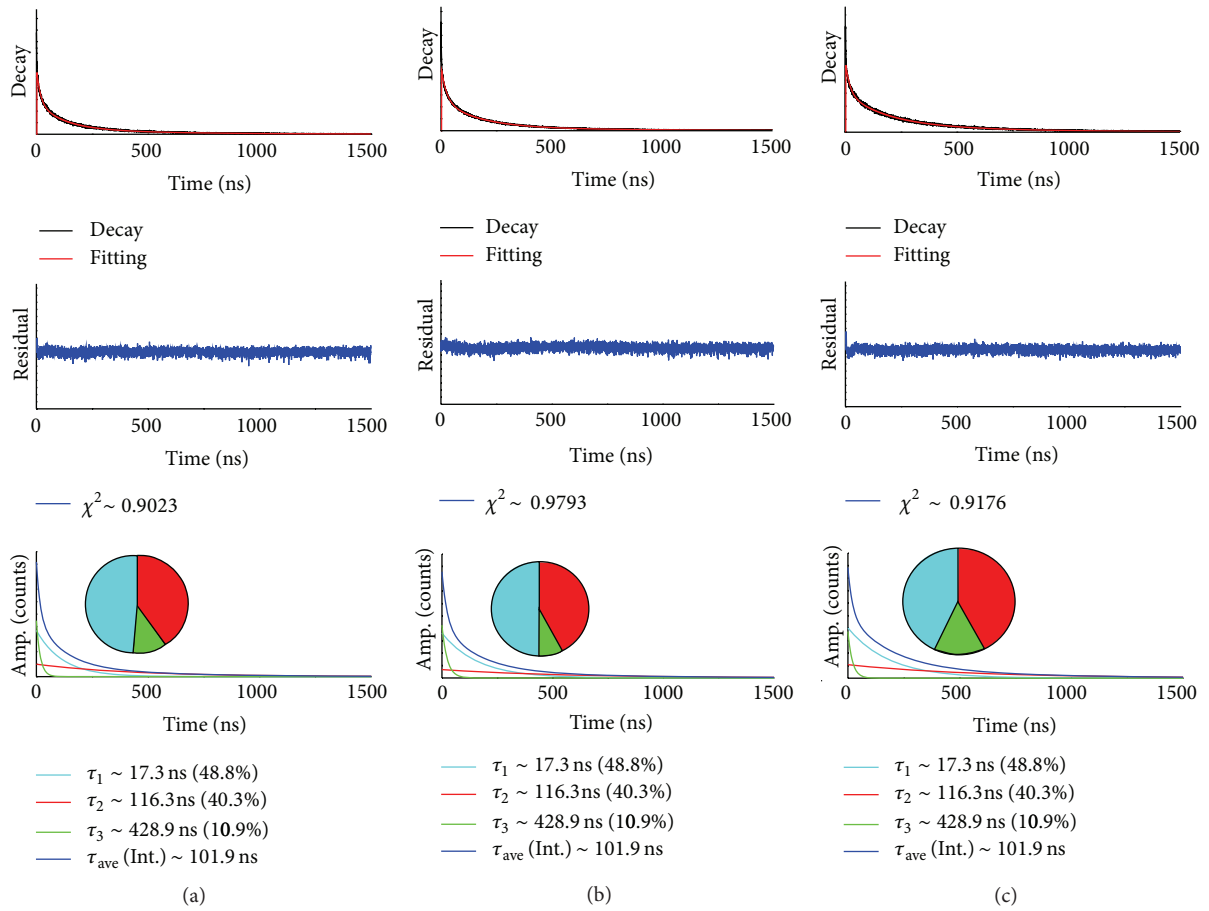 Decay
0 500 1000 1500
Time (ns)
Decay
Fitting
Residual
0 500 1000 1500
Time (ns)
χ² ~ 0.9023
Amp. (counts)
0 500 1000 1500
Time (ns)
τ₁ ~ 17.3 ns (48.8%)
τ₂ ~ 116.3 ns (40.3%)
τ₃ ~ 428.9 ns (10.9%)
τ_ave (Int.) ~ 101.9 ns
(a)
Decay
0 500 1000 1500
Time (ns)
Decay
Fitting
Residual
0 500 1000 1500
Time (ns)
χ² ~ 0.9793
Amp. (counts)
0 500 1000 1500
Time (ns)
τ₁ ~ 17.3 ns (48.8%)
τ₂ ~ 116.3 ns (40.3%)
τ₃ ~ 428.9 ns (10.9%)
τ_ave (Int.) ~ 101.9 ns
(b)
Decay
0 500 1000 1500
Time (ns)
Decay
Fitting
Residual
0 500 1000 1500
Time (ns)
χ² ~ 0.9176
Amp. (counts)
0 500 1000 1500
Time (ns)
τ₁ ~ 17.3 ns (48.8%)
τ₂ ~ 116.3 ns (40.3%)
τ₃ ~ 428.9 ns (10.9%)
τ_ave (Int.) ~ 101.9 ns
(c)